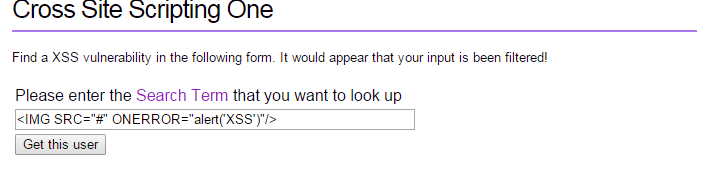 Cross Site Scripting One
Find a XSS vulnerability in the following form. It would appear that your input is been filtered!
Please enter the Search Term that you want to look up
<IMG SRC="#" ONERROR="alert('XSS')"/>
Get this user